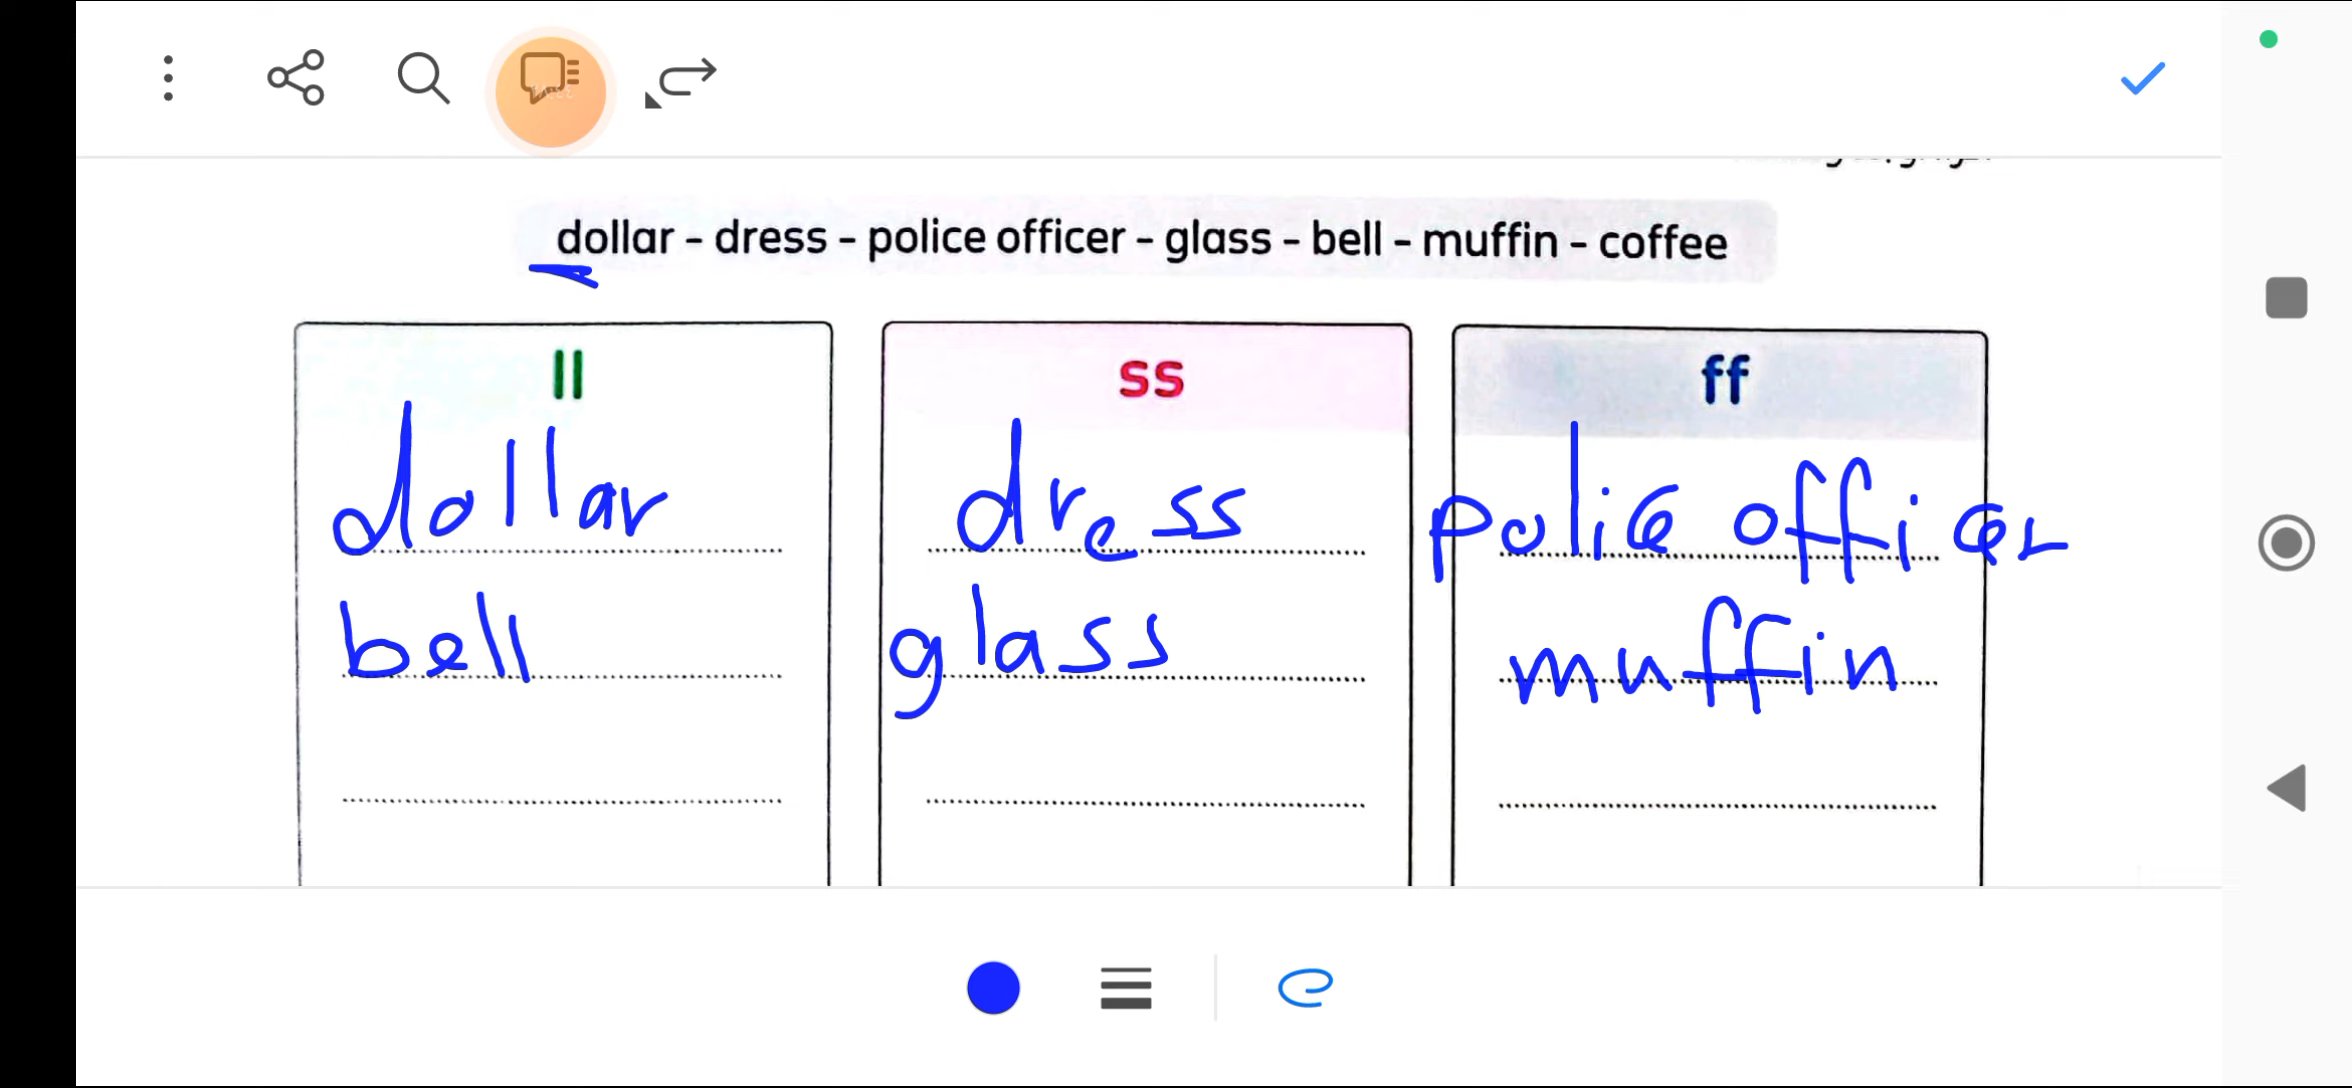 dollar - dress - police officer - glass - bell - muffin - coffee
ll
ss
ff
dollar
dress
police officer
bell
glass
muffin